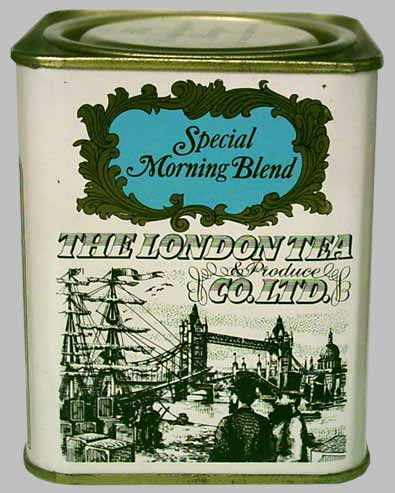 Special
Morning Blend
THE LONDON TEA
& Produce
CO. LTD.